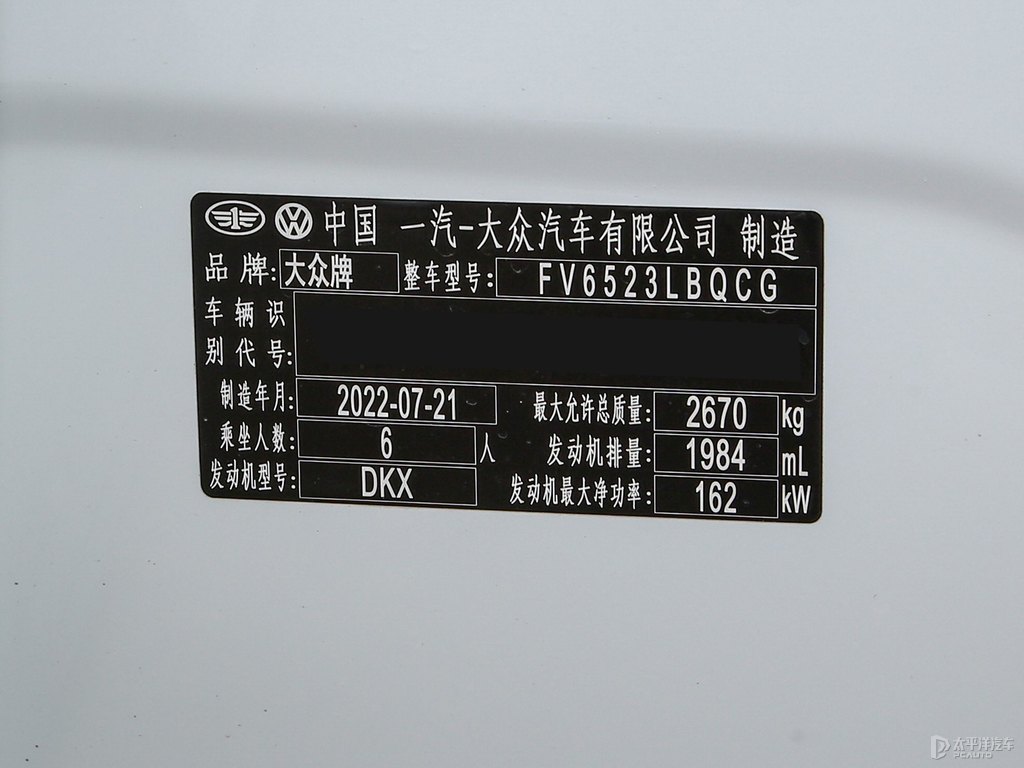 中国 一汽-大众汽车有限公司 制造
品牌: 大众牌 整车型号: FV6523LBQCG
车辆识
别代号:
制造年月: 2022-07-21 最大允许总质量: 2670 kg
乘坐人数: 6 人 发动机排量: 1984 mL
发动机型号: DKX 发动机最大净功率: 162 kW
太平洋汽车
PCAUTO